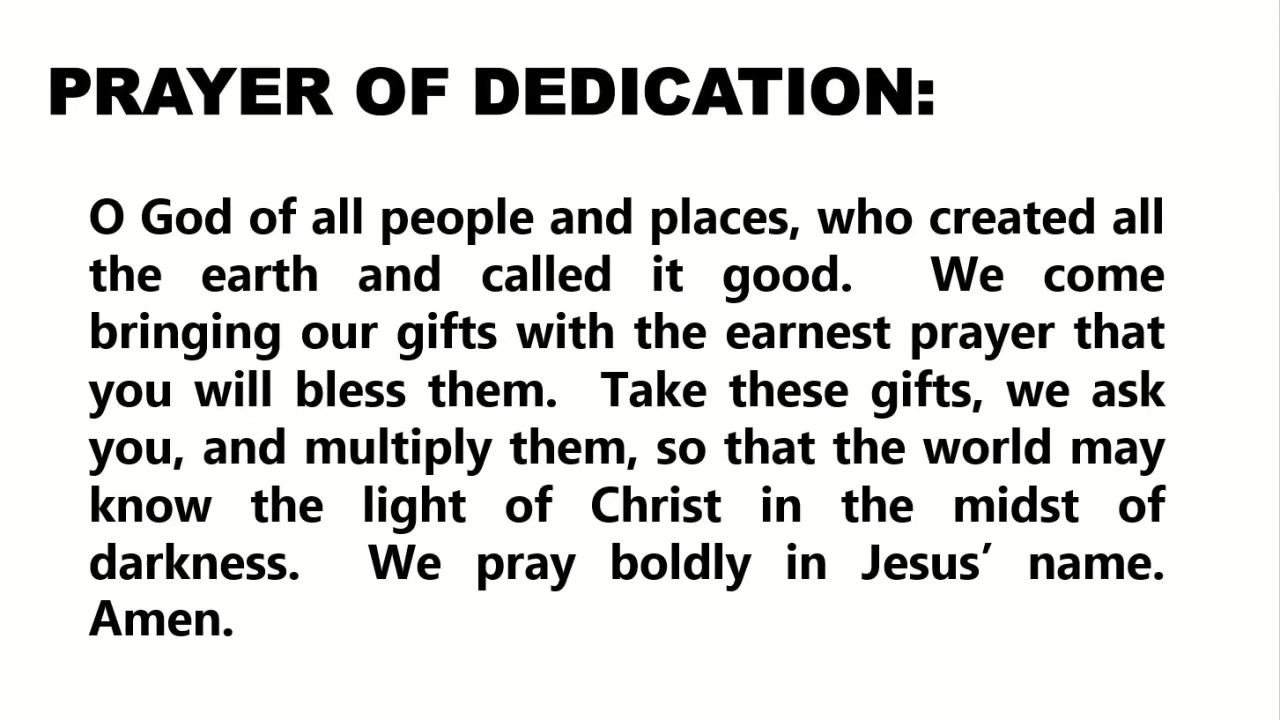 PRAYER OF DEDICATION:
O God of all people and places, who created all
the earth and called it good.  We come
bringing our gifts with the earnest prayer that
you will bless them.  Take these gifts, we ask
you, and multiply them, so that the world may
know the light of Christ in the midst of
darkness.  We pray boldly in Jesus’ name.
Amen.